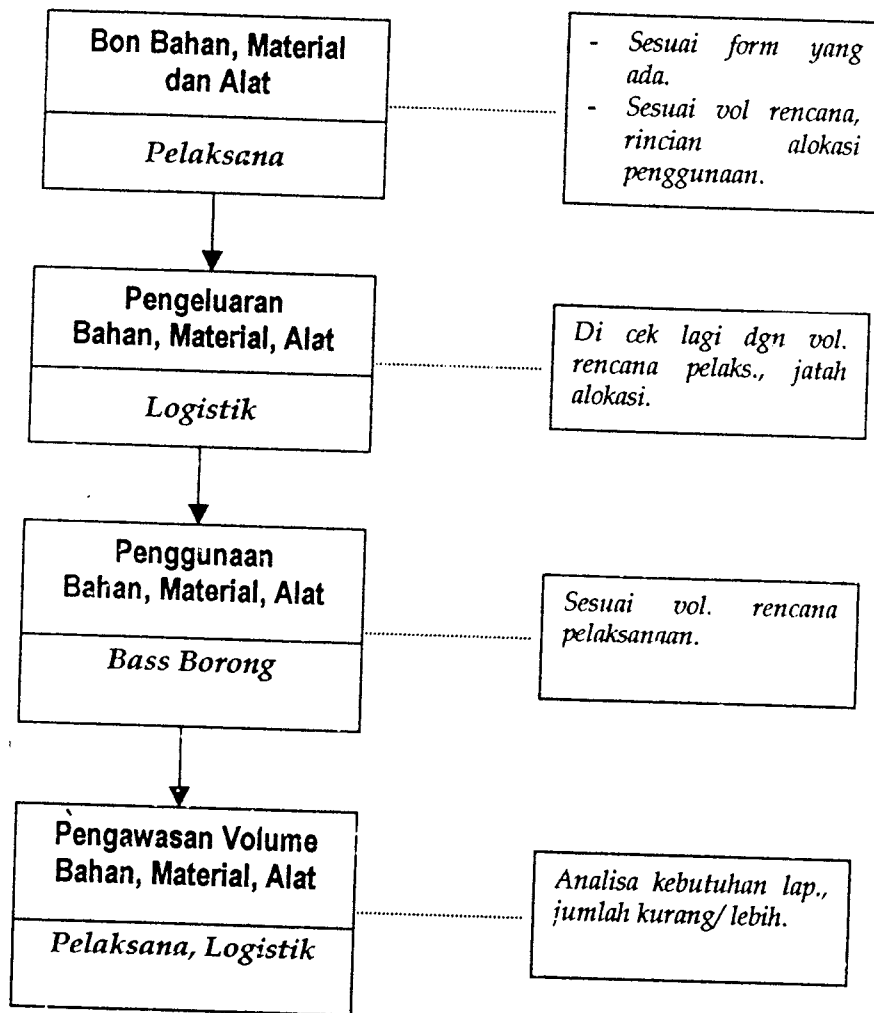 Bon Bahan, Material
dan Alat
Pelaksana
- Sesuai form yang
ada.
- Sesuai vol rencana,
rincian alokasi
penggunaan.
Pengeluaran
Bahan, Material, Alat
Logistik
Di cek lagi dgn vol.
rencana pelaks., jatah
alokasi.
Penggunaan
Bahan, Material, Alat
Bass Borong
Sesuai vol. rencana
pelaksanaan.
Pengawasan Volume
Bahan, Material, Alat
Pelaksana, Logistik
Analisa kebutuhan lap.,
jumlah kurang/ lebih.